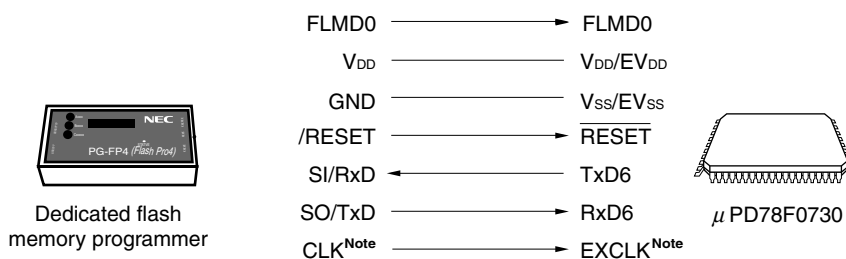 FLMD0 FLMD0
VDD VDD/EVDD
GND VSS/EVSS
/RESET RESET
SI/RxD TxD6
SO/TxD RxD6
CLKNote EXCLKNote
NEC
PG-FP4 (Flash Pro4)
Dedicated flash
memory programmer
μPD78F0730